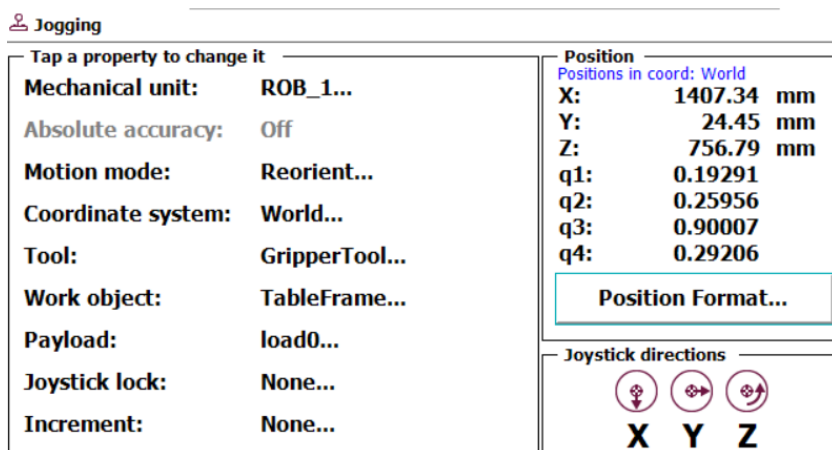 Jogging
Tap a property to change it
Mechanical unit: ROB_1...
Absolute accuracy: Off
Motion mode: Reorient...
Coordinate system: World...
Tool: GripperTool...
Work object: TableFrame...
Payload: load0...
Joystick lock: None...
Increment: None...
Position
Positions in coord: World
X: 1407.34 mm
Y: 24.45 mm
Z: 756.79 mm
q1: 0.19291
q2: 0.25956
q3: 0.90007
q4: 0.29206
Position Format...
Joystick directions
X Y Z